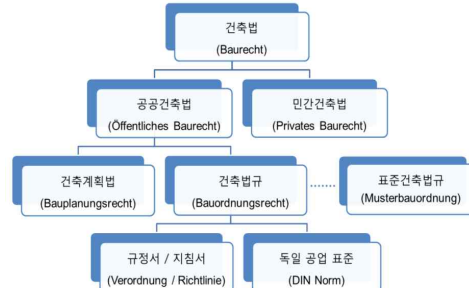 건축법
(Baurecht)
공공건축법
(Öffentliches Baurecht)
민간건축법
(Privates Baurecht)
건축계획법
(Bauplanungsrecht)
건축법규
(Bauordnungsrecht)
표준건축법규
(Musterbauordnung)
규정서 / 지침서
(Verordnung / Richtlinie)
독일 공업 표준
(DIN Norm)